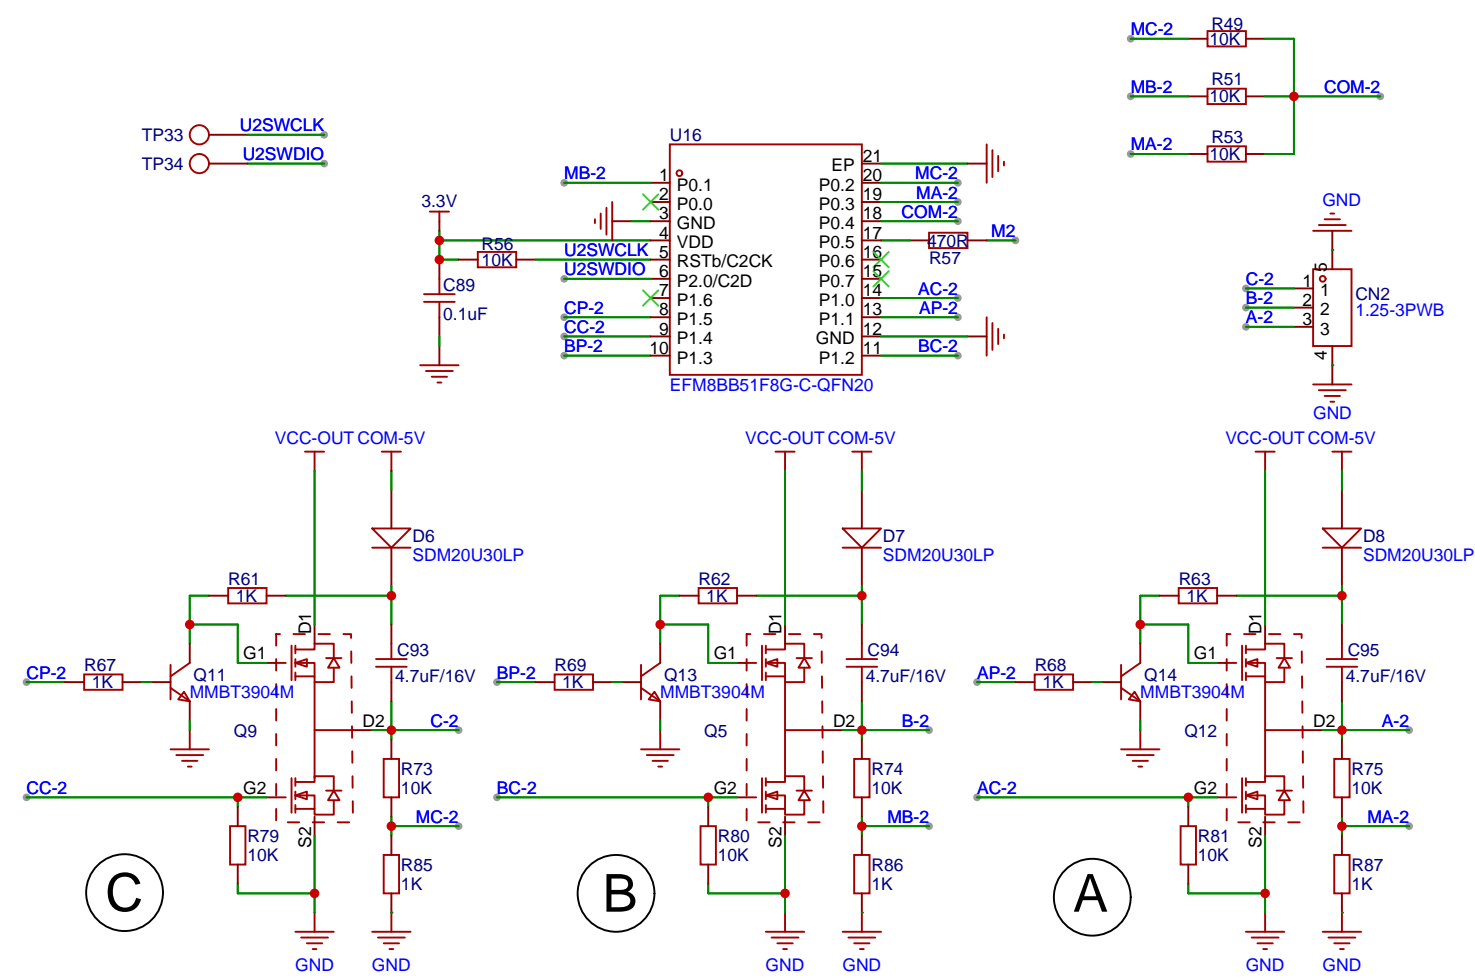 MC-2 R49
10K
MB-2 R51 COM-2
10K
MA-2 R53
10K
TP33 U2SWCLK
TP34 U2SWDIO
U16
EP 21
MB-2 1 P0.1 P0.2 20 MC-2
2 P0.0 P0.3 19 MA-2
3 GND P0.4 18 COM-2
4 VDD P0.5 17 470R M2
R57
U2SWCLK 5 RSTb/C2CK P0.6 16
U2SWDIO 6 P2.0/C2D P0.7 15
7 P1.6 P1.0 14 AC-2
CP-2 8 P1.5 P1.1 13 AP-2
CC-2 9 P1.4 GND 12
BP-2 10 P1.3 P1.2 11 BC-2
EFM8BB51F8G-C-QFN20
3.3V
R56
10K
C89
0.1uF
GND
5
C-2 1 1 CN2
B-2 2 2 1.25-3PWB
A-2 3 3
4
GND
VCC-OUT COM-5V
D6
SDM20U30LP
R61
1K
D1
G1
C93
4.7uF/16V
CP-2 R67
1K
Q11
MMBT3904M
Q9
D2 C-2
R73
10K
CC-2 G2
MC-2
R79
10K
S2
R85
1K
C
GND GND
VCC-OUT COM-5V
D7
SDM20U30LP
R62
1K
D1
G1
C94
4.7uF/16V
BP-2 R69
1K
Q13
MMBT3904M
Q5
D2 B-2
R74
10K
BC-2 G2
MB-2
R80
10K
S2
R86
1K
B
GND GND
VCC-OUT COM-5V
D8
SDM20U30LP
R63
1K
D1
G1
C95
4.7uF/16V
AP-2 R68
1K
Q14
MMBT3904M
Q12
D2 A-2
R75
10K
AC-2 G2
MA-2
R81
10K
S2
R87
1K
A
GND GND